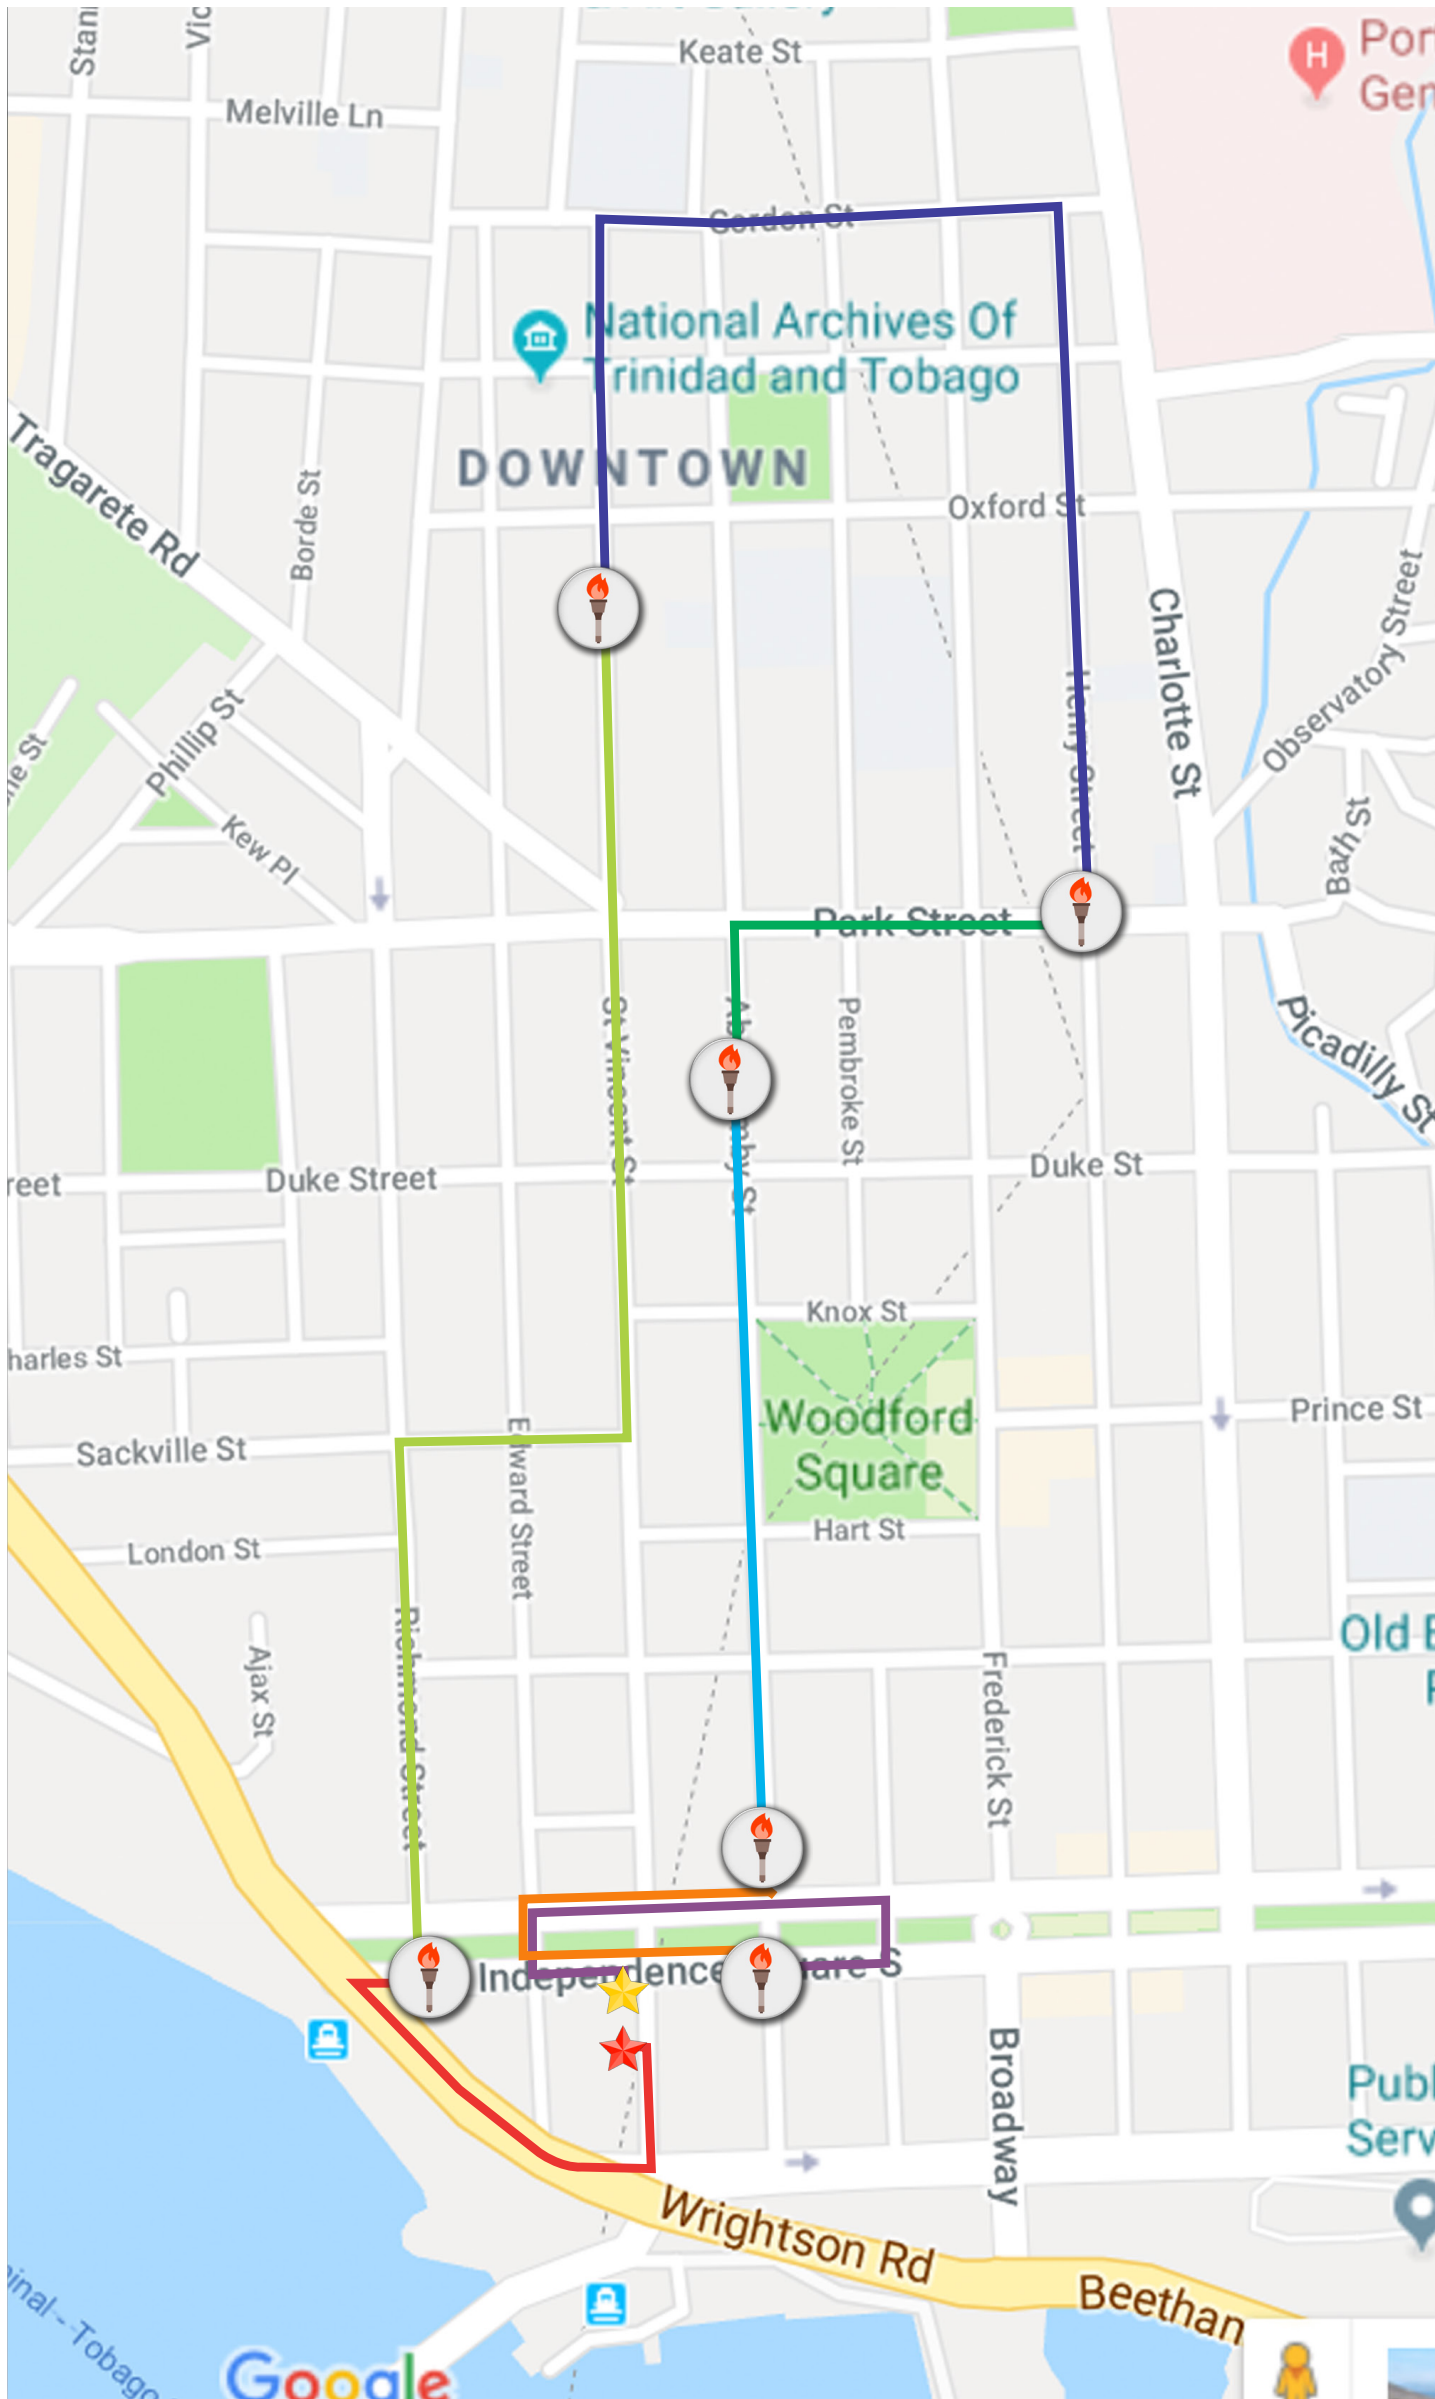 Keate St
Melville Ln
Gordon St
National Archives Of
Trinidad and Tobago
DOWNTOWN
Oxford St
Tragarete Rd
Borde St
Charlotte St
Observatory Street
Henry Street
Phillip St
Kew Pl
Bath St
Park Street
St Vincent St
Pembroke St
Picadilly St
Duke Street
Duke St
Knox St
Woodford
Square
Prince St
Sackville St
Edward Street
Hart St
London St
Richmond Street
Ajax St
Frederick St
Independence
S
Broadway
Wrightson Rd
Google